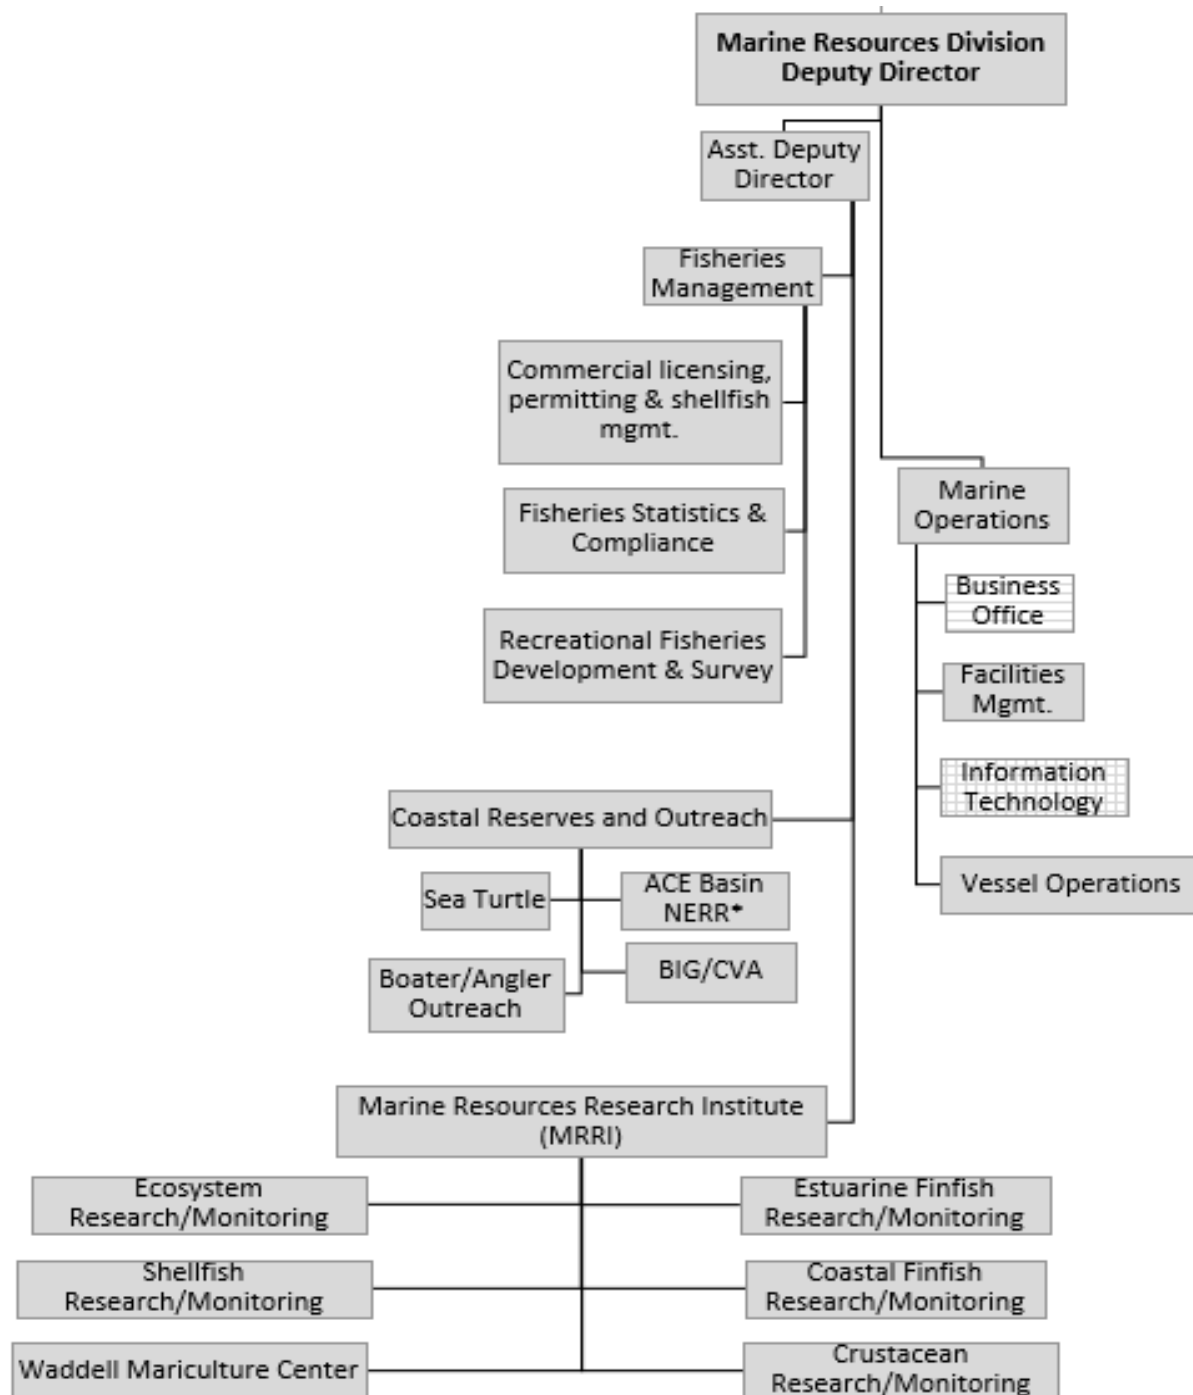 Marine Resources Division
Deputy Director
Asst. Deputy
Director
Fisheries
Management
Commercial licensing,
permitting & shellfish
mgmt.
Fisheries Statistics &
Compliance
Recreational Fisheries
Development & Survey
Marine
Operations
Business
Office
Facilities
Mgmt.
Information
Technology
Vessel Operations
Coastal Reserves and Outreach
Sea Turtle
ACE Basin
NERR*
Boater/Angler
Outreach
BIG/CVA
Marine Resources Research Institute
(MRRI)
Ecosystem
Research/Monitoring
Estuarine Finfish
Research/Monitoring
Shellfish
Research/Monitoring
Coastal Finfish
Research/Monitoring
Waddell Mariculture Center
Crustacean
Research/Monitoring